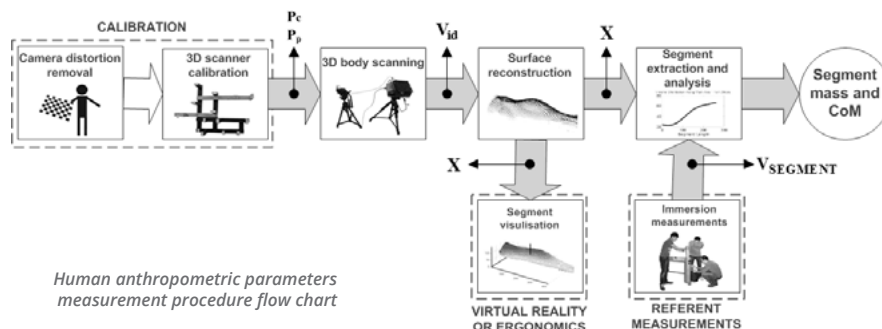 CALIBRATION
Camera distortion
removal
3D scanner
calibration
Pc
Pp
3D body scanning
Vid
Surface
reconstruction
X
Segment
extraction and
analysis
Segment
mass and
CoM
X
VSEGMENT
Segment
visulisation
Immersion
measurements
Human anthropometric parameters
measurement procedure flow chart
VIRTUAL REALITY
OR ERGONOMICS
REFERENT
MEASUREMENTS